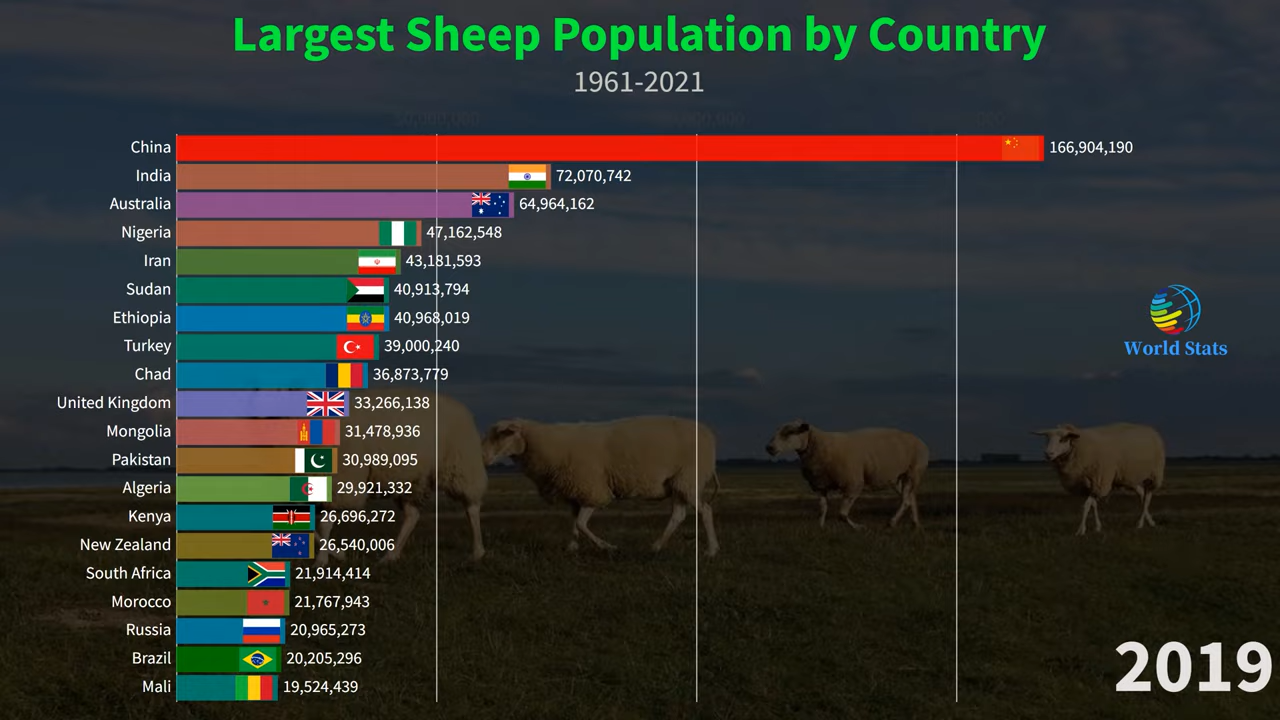 Largest Sheep Population by Country
1961-2021
China 166,904,190
India 72,070,742
Australia 64,964,162
Nigeria 47,162,548
Iran 43,181,593
Sudan 40,913,794
Ethiopia 40,968,019
Turkey 39,000,240
Chad 36,873,779
United Kingdom 33,266,138
Mongolia 31,478,936
Pakistan 30,989,095
Algeria 29,921,332
Kenya 26,696,272
New Zealand 26,540,006
South Africa 21,914,414
Morocco 21,767,943
Russia 20,965,273
Brazil 20,205,296
Mali 19,524,439
World Stats
2019